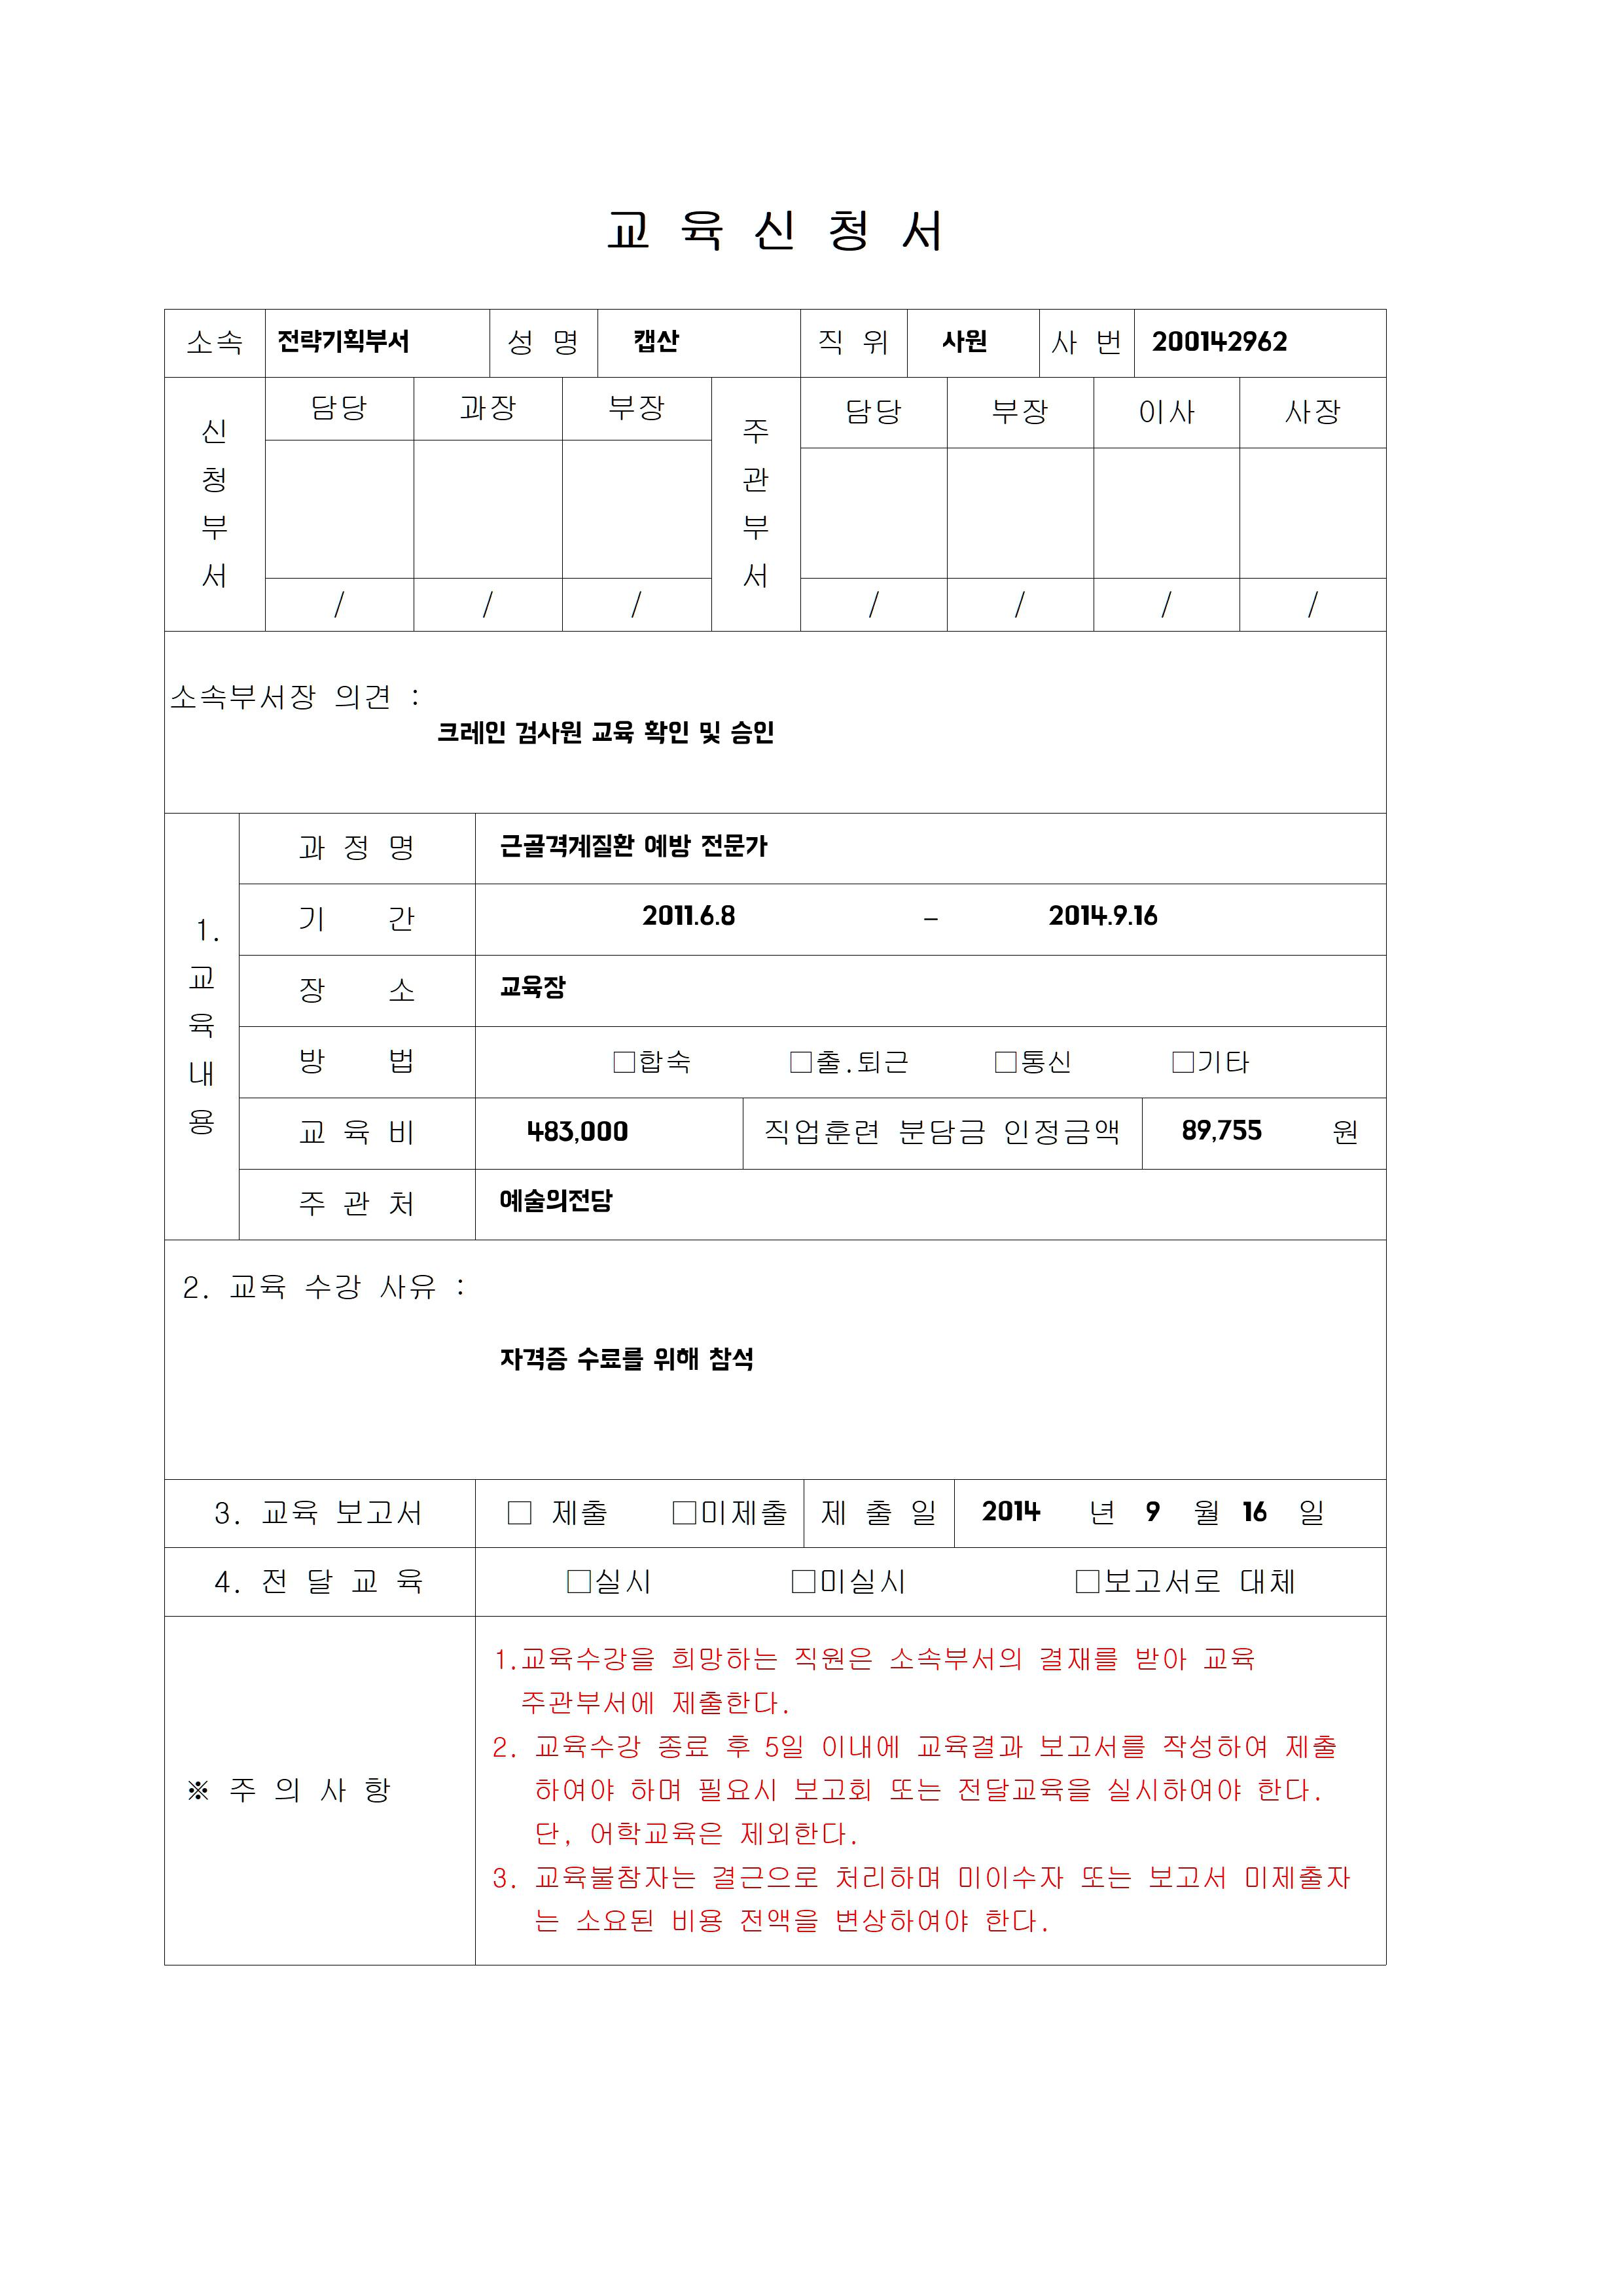 교 육 신 청 서
소속 전략기획부서 성 명 캡산 직 위 사원 사 번 200142962
신청부서 담당 과장 부장 주관부서 담당 부장 이사 사장
/ / / / / / /
소속부서장 의견 :
크레인 검사원 교육 확인 및 승인
1. 교육내용
과 정 명 근골격계질환 예방 전문가
기 간 2011.6.8 - 2014.9.16
장 소 교육장
방 법 □합숙 □출.퇴근 □통신 □기타
교 육 비 483,000 직업훈련 분담금 인정금액 89,755 원
주 관 처 예술의전당
2. 교육 수강 사유 :
자격증 수료를 위해 참석
3. 교육 보고서 □ 제출 □미제출 제 출 일 2014 년 9 월 16 일
4. 전 달 교 육 □실시 □미실시 □보고서로 대체
※ 주 의 사 항
1.교육수강을 희망하는 직원은 소속부서의 결재를 받아 교육
주관부서에 제출한다.
2. 교육수강 종료 후 5일 이내에 교육결과 보고서를 작성하여 제출
하여야 하며 필요시 보고회 또는 전달교육을 실시하여야 한다.
단, 어학교육은 제외한다.
3. 교육불참자는 결근으로 처리하며 미이수자 또는 보고서 미제출자
는 소요된 비용 전액을 변상하여야 한다.